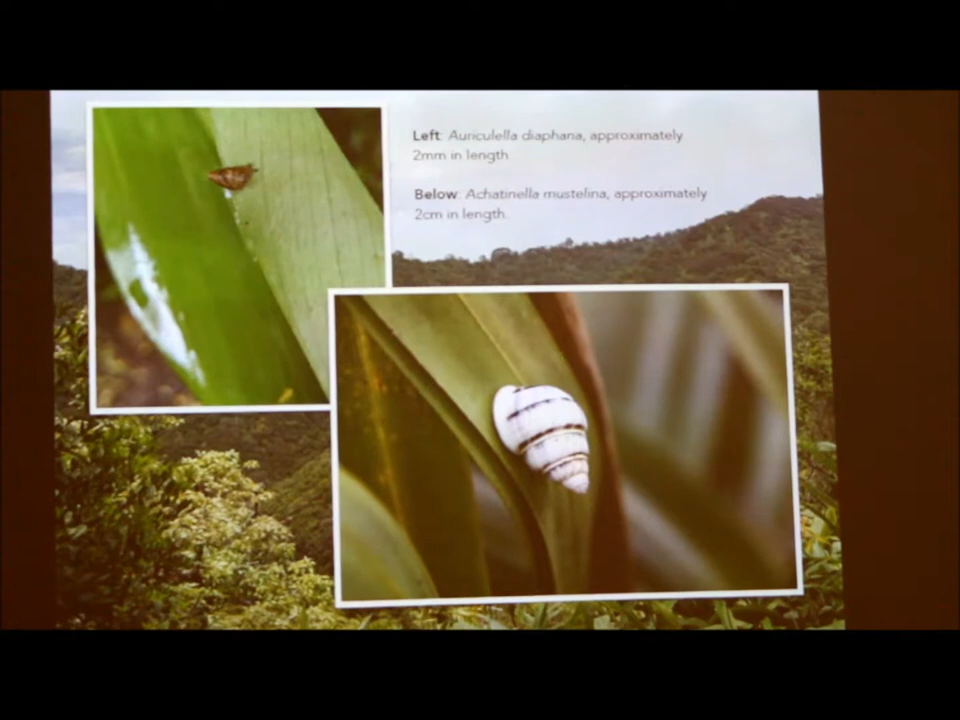 Left: Auriculella diaphana, approximately
2mm in length
Below: Achatinella mustelina, approximately
2cm in length.